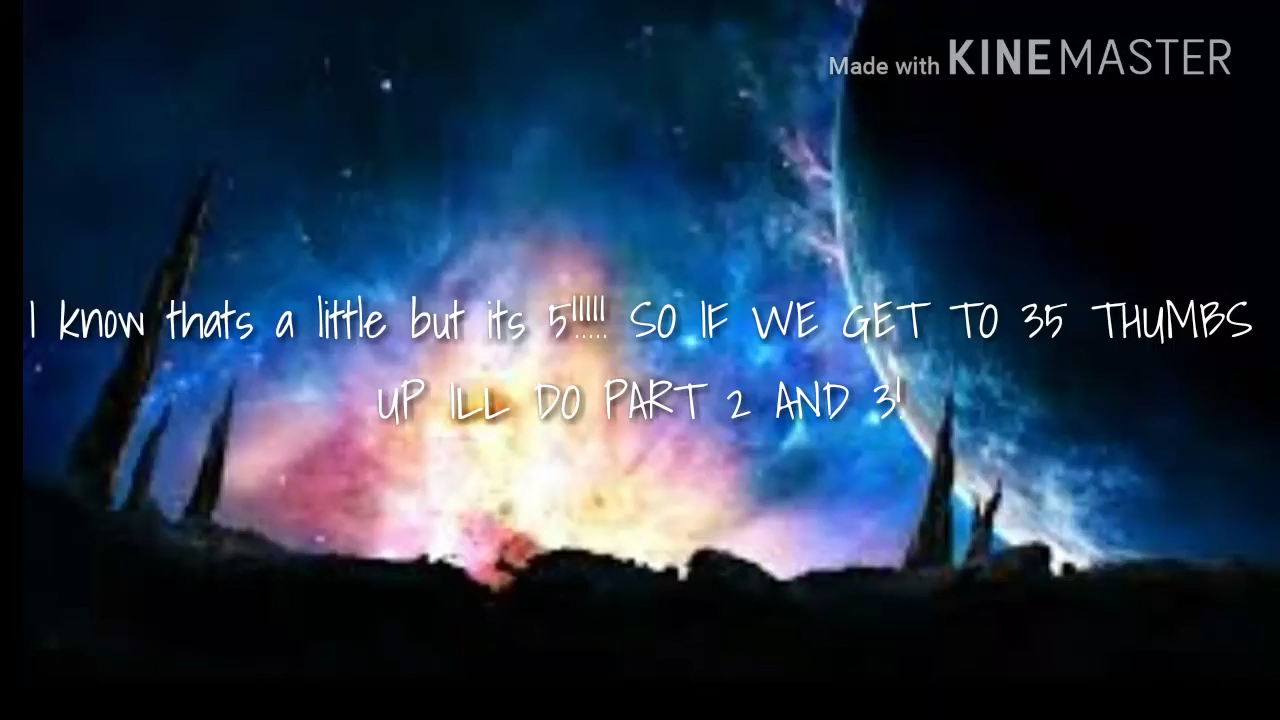 Made with KINEMASTER
I know thats a little but its 5!!!!! SO IF WE GET TO 35 THUMBS
UP ILL DO PART 2 AND 3!